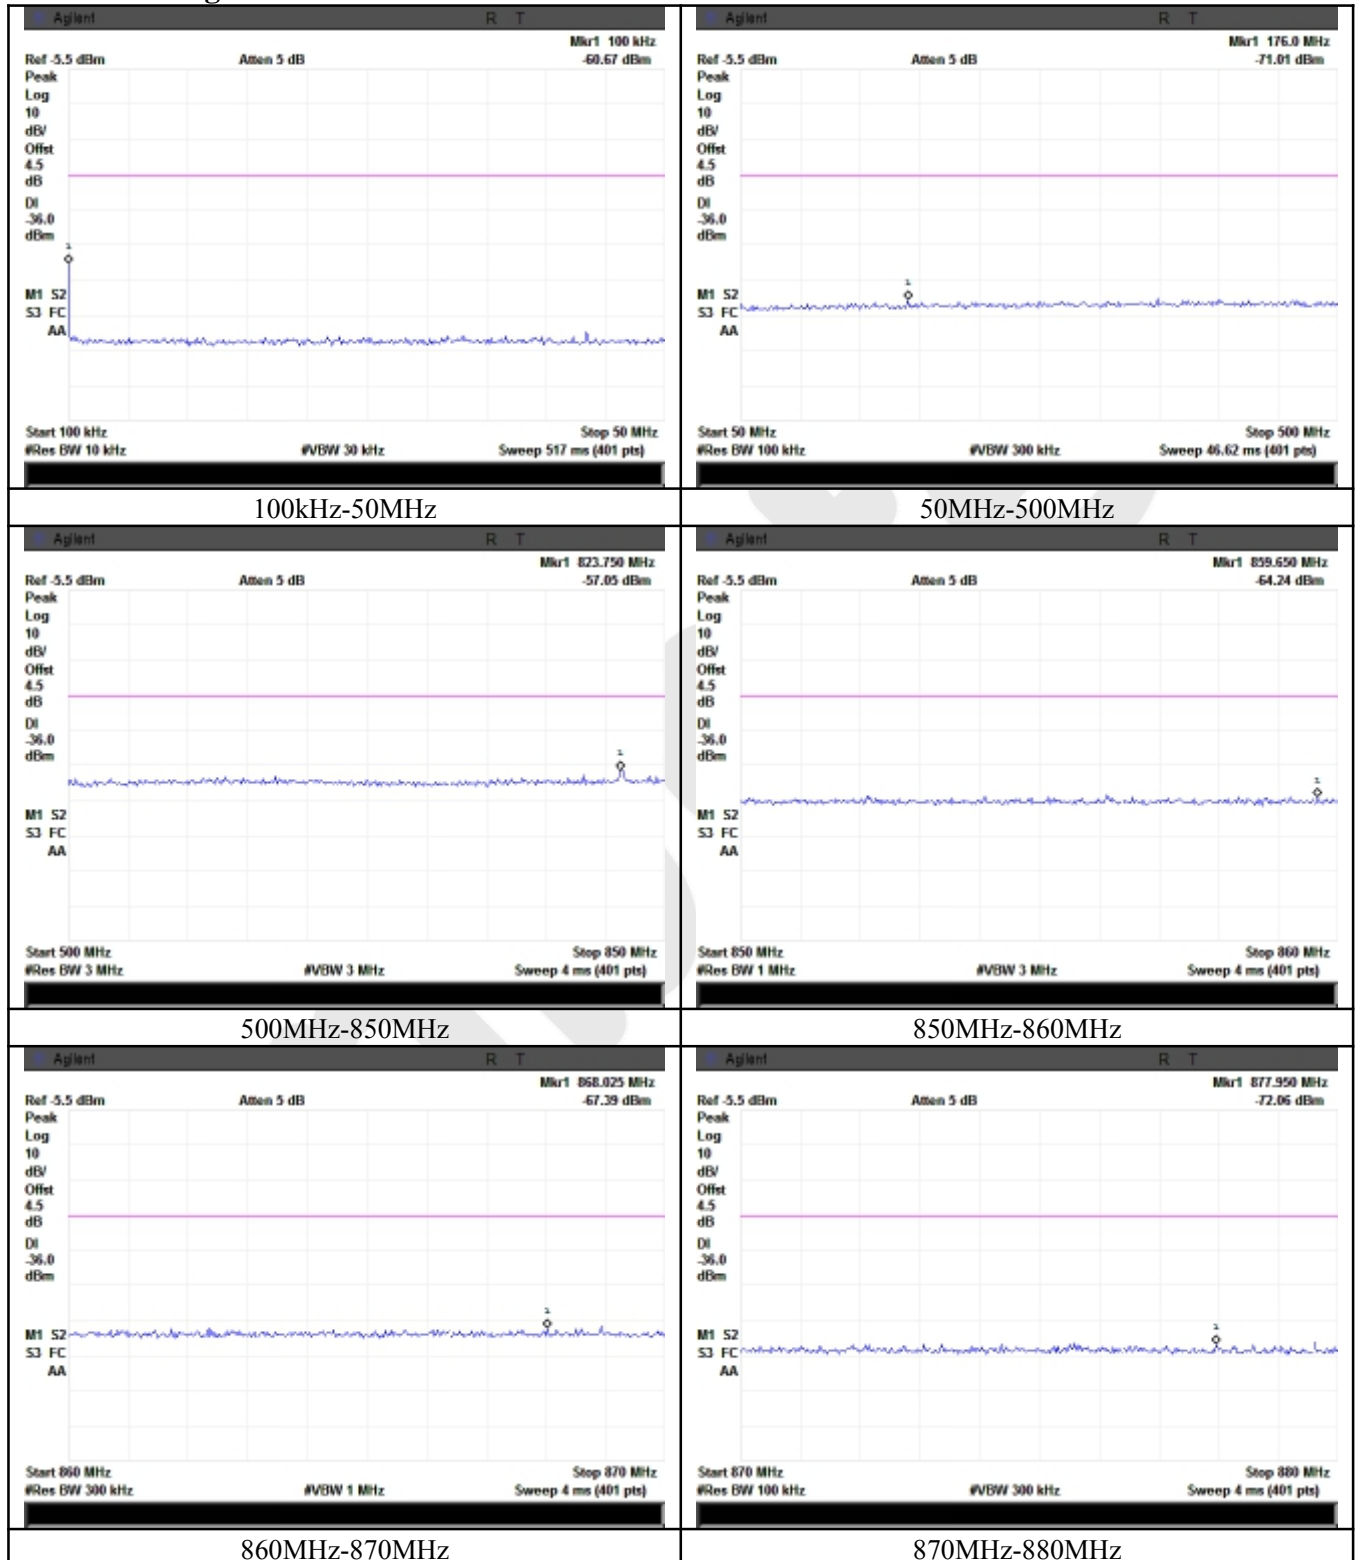 Agilent R T
Mkr1 100 kHz
Ref -5.5 dBm Atten 5 dB -60.67 dBm
Peak
Log
10
dB/
Offst
4.5
dB
DI
-36.0
dBm
1
M1 S2
S3 FC
AA
Start 100 kHz Stop 50 MHz
#Res BW 10 kHz #VBW 30 kHz Sweep 517 ms (401 pts)
100kHz-50MHz
Agilent R T
Mkr1 176.0 MHz
Ref -5.5 dBm Atten 5 dB -71.01 dBm
Peak
Log
10
dB/
Offst
4.5
dB
DI
-36.0
dBm
1
M1 S2
S3 FC
AA
Start 50 MHz Stop 500 MHz
#Res BW 100 kHz #VBW 300 kHz Sweep 46.62 ms (401 pts)
50MHz-500MHz
Agilent R T
Mkr1 823.750 MHz
Ref -5.5 dBm Atten 5 dB -57.05 dBm
Peak
Log
10
dB/
Offst
4.5
dB
DI
-36.0
dBm
1
M1 S2
S3 FC
AA
Start 500 MHz Stop 850 MHz
#Res BW 3 MHz #VBW 3 MHz Sweep 4 ms (401 pts)
500MHz-850MHz
Agilent R T
Mkr1 859.650 MHz
Ref -5.5 dBm Atten 5 dB -64.24 dBm
Peak
Log
10
dB/
Offst
4.5
dB
DI
-36.0
dBm
1
M1 S2
S3 FC
AA
Start 850 MHz Stop 860 MHz
#Res BW 1 MHz #VBW 3 MHz Sweep 4 ms (401 pts)
850MHz-860MHz
Agilent R T
Mkr1 868.025 MHz
Ref -5.5 dBm Atten 5 dB -67.39 dBm
Peak
Log
10
dB/
Offst
4.5
dB
DI
-36.0
dBm
1
M1 S2
S3 FC
AA
Start 860 MHz Stop 870 MHz
#Res BW 300 kHz #VBW 1 MHz Sweep 4 ms (401 pts)
860MHz-870MHz
Agilent R T
Mkr1 877.950 MHz
Ref -5.5 dBm Atten 5 dB -72.06 dBm
Peak
Log
10
dB/
Offst
4.5
dB
DI
-36.0
dBm
1
M1 S2
S3 FC
AA
Start 870 MHz Stop 880 MHz
#Res BW 100 kHz #VBW 300 kHz Sweep 4 ms (401 pts)
870MHz-880MHz